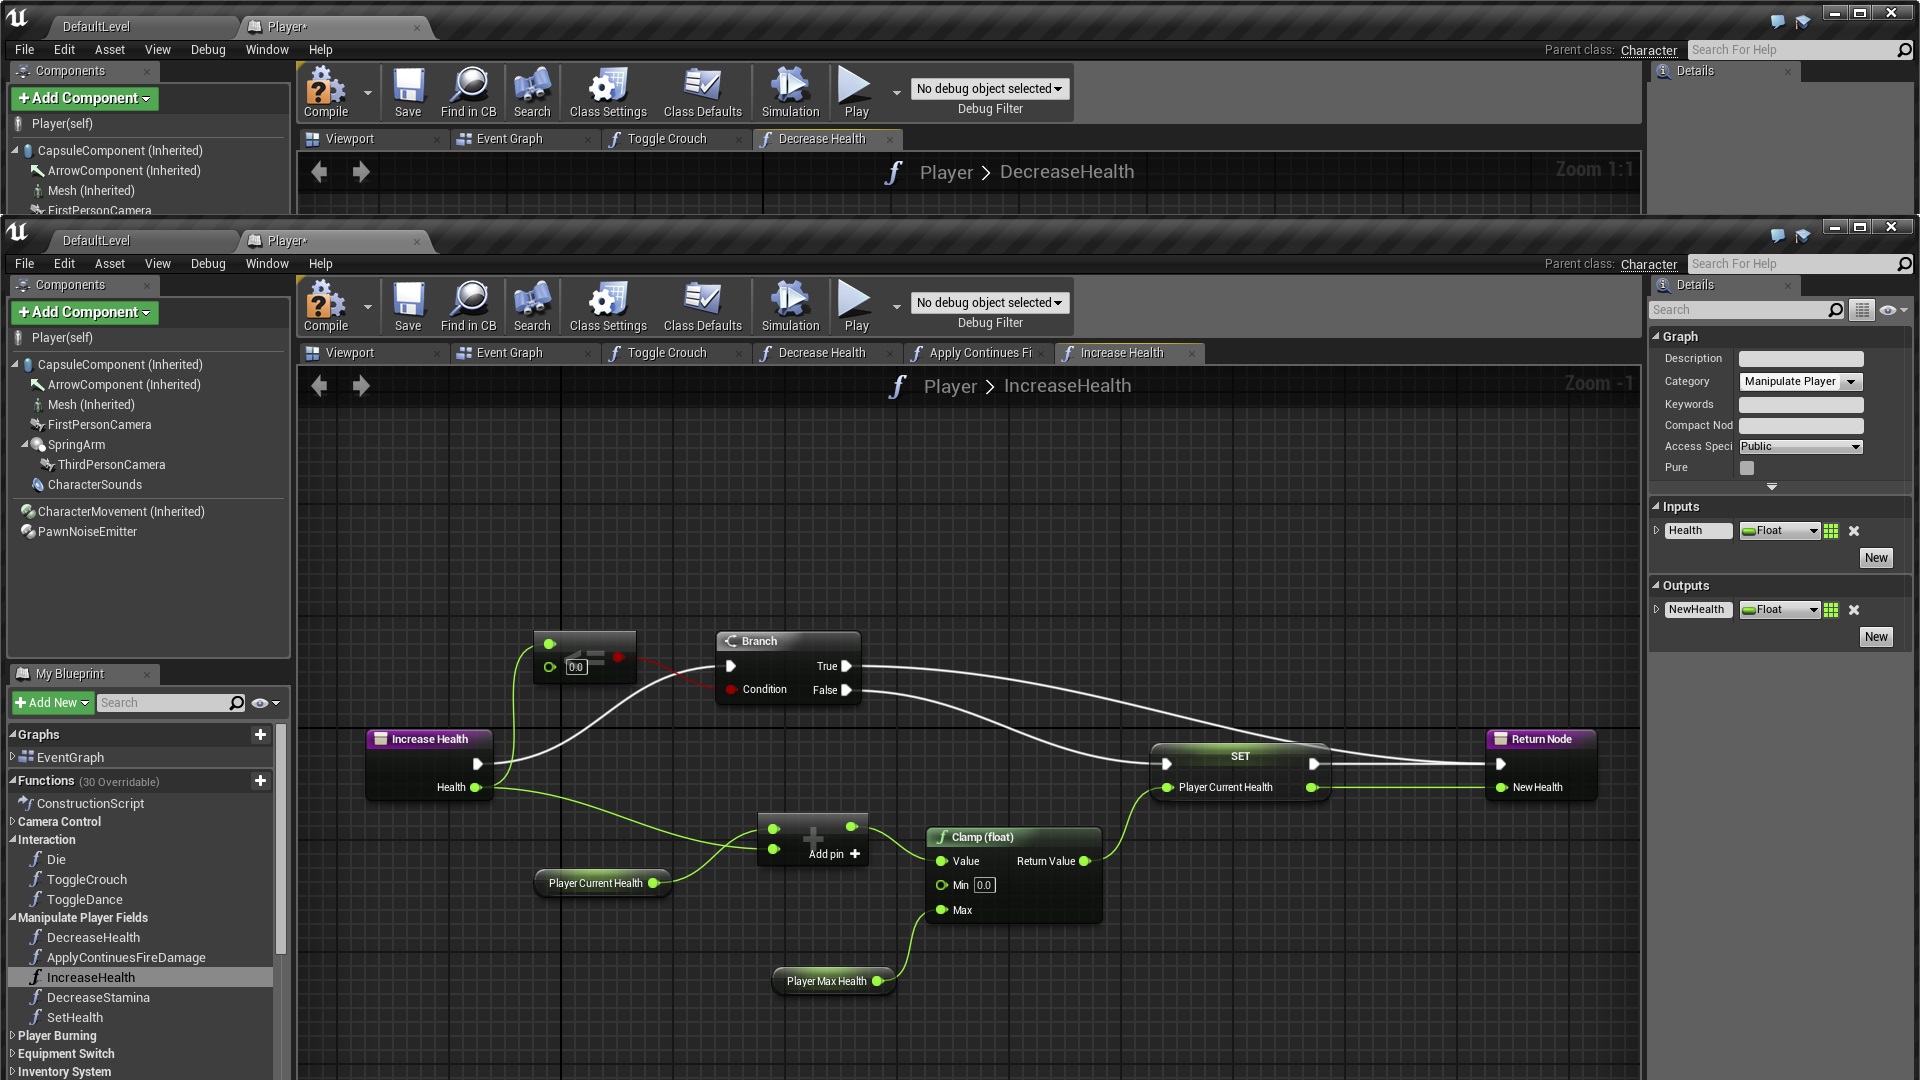 DefaultLevel
Player*
File Edit Asset View Debug Window Help
Parent class: Character
Search For Help
Components
+Add Component
Player(self)
CapsuleComponent (Inherited)
ArrowComponent (Inherited)
Mesh (Inherited)
FirstPersonCamera
Compile
Save
Find in CB
Search
Class Settings
Class Defaults
Simulation
Play
No debug object selected
Debug Filter
Viewport
Event Graph
Toggle Crouch
Decrease Health
Player > DecreaseHealth
Zoom 1:1
Details
DefaultLevel
Player*
File Edit Asset View Debug Window Help
Parent class: Character
Search For Help
Components
+Add Component
Player(self)
CapsuleComponent (Inherited)
ArrowComponent (Inherited)
Mesh (Inherited)
FirstPersonCamera
SpringArm
ThirdPersonCamera
CharacterSounds
CharacterMovement (Inherited)
PawnNoiseEmitter
My Blueprint
+Add New
Search
Graphs
EventGraph
Functions (30 Overridable)
ConstructionScript
Camera Control
Interaction
Die
ToggleCrouch
ToggleDance
Manipulate Player Fields
DecreaseHealth
ApplyContinuesFireDamage
IncreaseHealth
DecreaseStamina
SetHealth
Player Burning
Equipment Switch
Inventory System
Compile
Save
Find in CB
Search
Class Settings
Class Defaults
Simulation
Play
No debug object selected
Debug Filter
Viewport
Event Graph
Toggle Crouch
Decrease Health
Apply Continues Fi
Increase Health
Player > IncreaseHealth
Zoom -1
<=
0.0
Branch
True
Condition
False
Increase Health
Health
Player Current Health
+
Add pin +
Clamp (float)
Value
Return Value
Min 0.0
Max
Player Max Health
SET
Player Current Health
Return Node
New Health
Details
Search
Graph
Description
Category Manipulate Player
Keywords
Compact Nod
Access Speci Public
Pure
Inputs
Health Float
New
Outputs
NewHealth Float
New